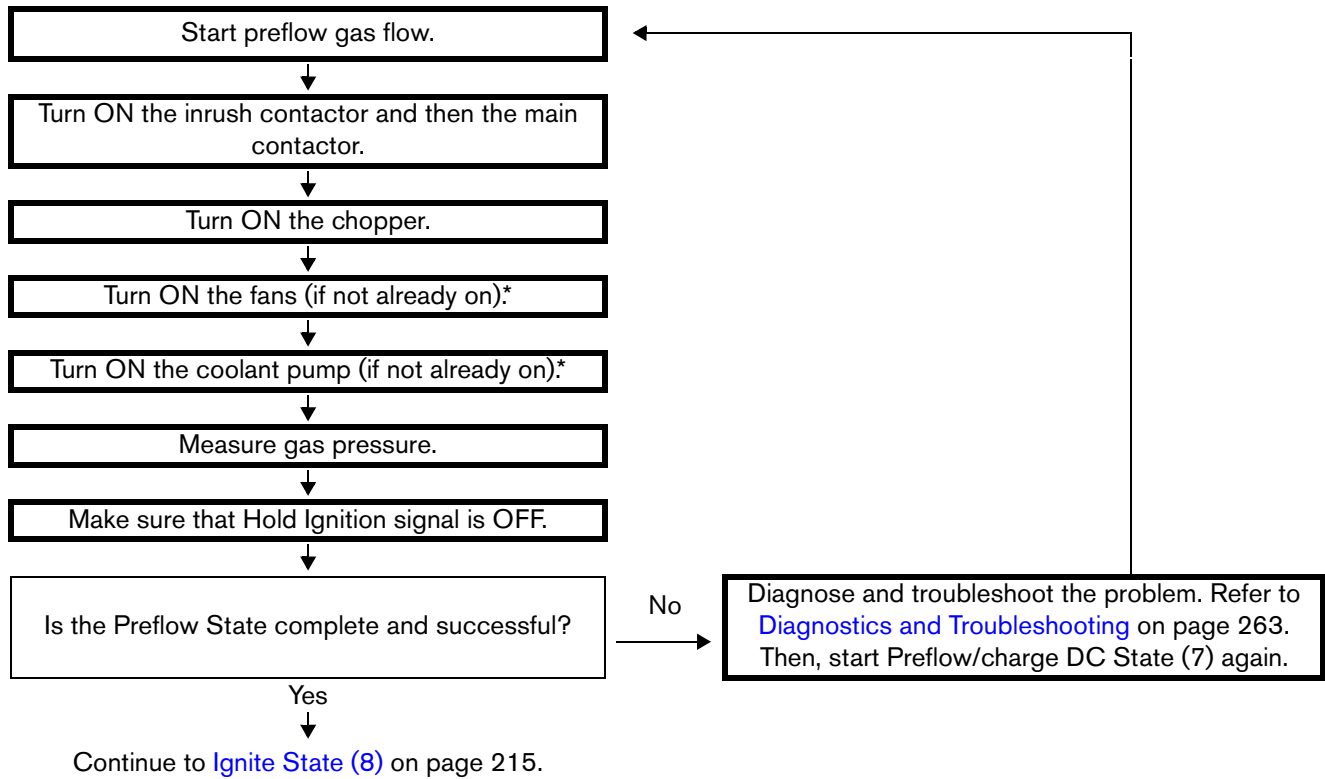 Start preflow gas flow.
Turn ON the inrush contactor and then the main
contactor.
Turn ON the chopper.
Turn ON the fans (if not already on).*
Turn ON the coolant pump (if not already on).*
Measure gas pressure.
Make sure that Hold Ignition signal is OFF.
Is the Preflow State complete and successful?
No
Diagnose and troubleshoot the problem. Refer to
Diagnostics and Troubleshooting on page 263.
Then, start Preflow/charge DC State (7) again.
Yes
Continue to Ignite State (8) on page 215.